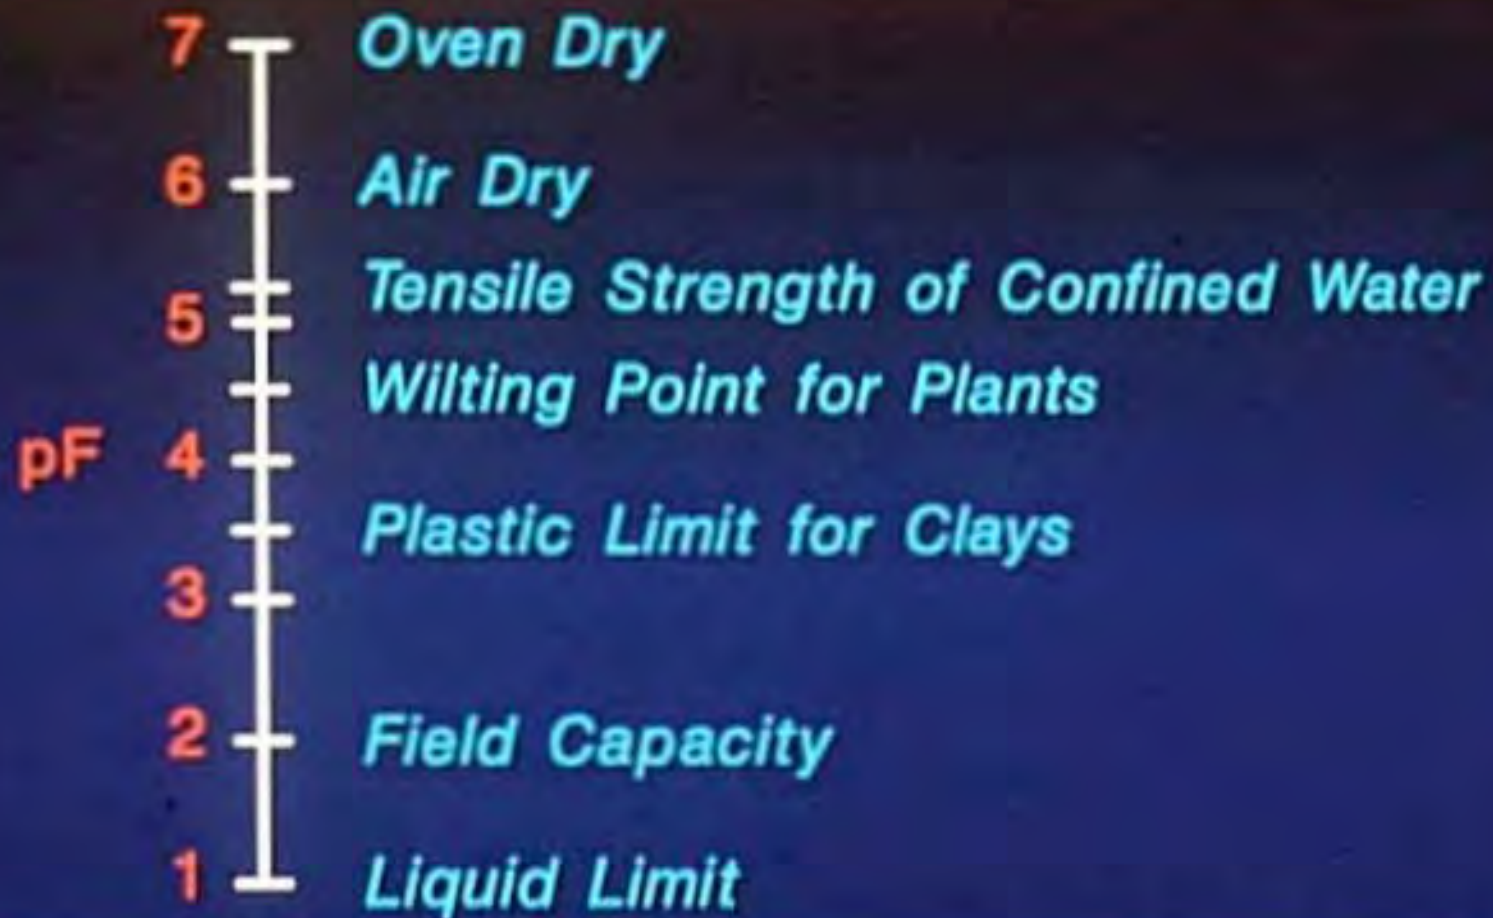 7 Oven Dry
6 Air Dry
Tensile Strength of Confined Water
5
Wilting Point for Plants
pF 4
Plastic Limit for Clays
3
2 Field Capacity
1 Liquid Limit